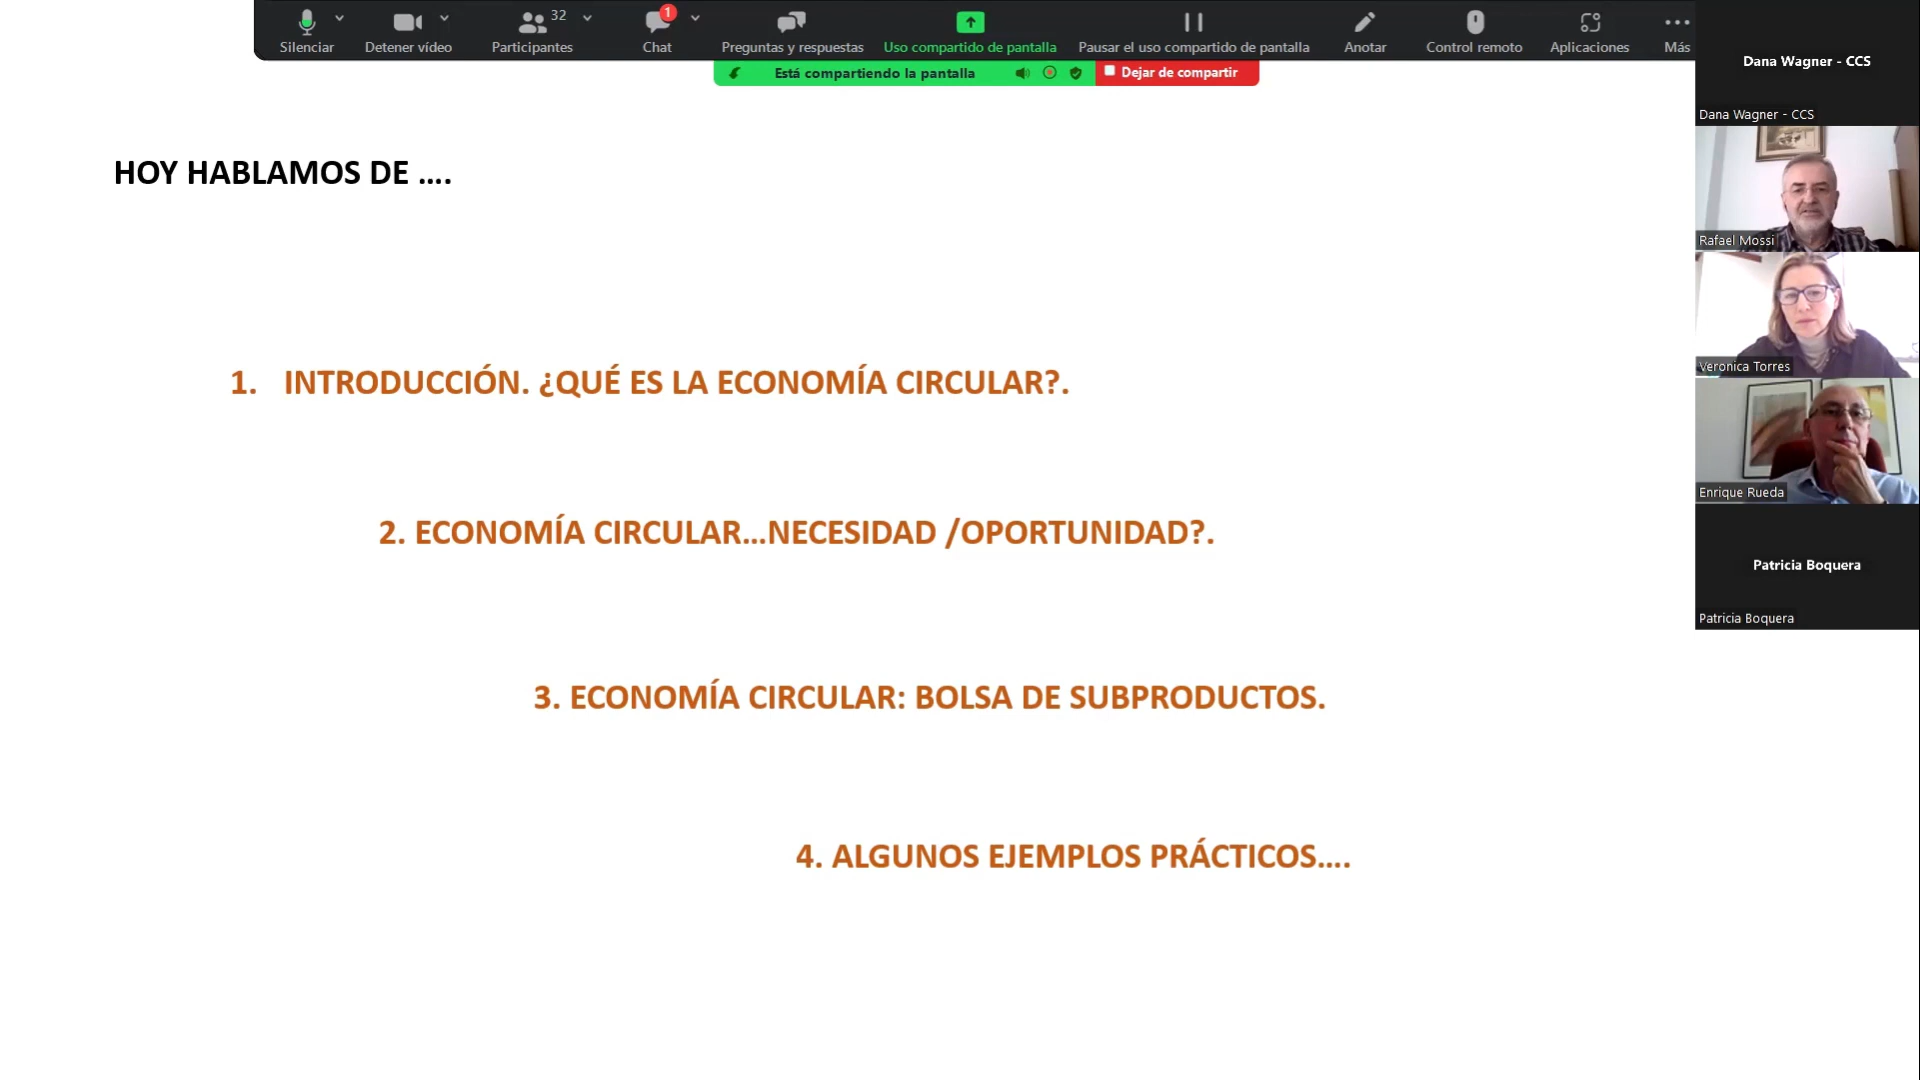 Silenciar
Detener vídeo
32
Participantes
1
Chat
Preguntas y respuestas
Uso compartido de pantalla
Pausar el uso compartido de pantalla
Anotar
Control remoto
Aplicaciones
Más
Está compartiendo la pantalla
Dejar de compartir
Dana Wagner - CCS
Dana Wagner - CCS
Rafael Mossi
Veronica Torres
Enrique Rueda
Patricia Boquera
Patricia Boquera
HOY HABLAMOS DE ....
1. INTRODUCCIÓN. ¿QUÉ ES LA ECONOMÍA CIRCULAR?.
2. ECONOMÍA CIRCULAR...NECESIDAD /OPORTUNIDAD?.
3. ECONOMÍA CIRCULAR: BOLSA DE SUBPRODUCTOS.
4. ALGUNOS EJEMPLOS PRÁCTICOS....